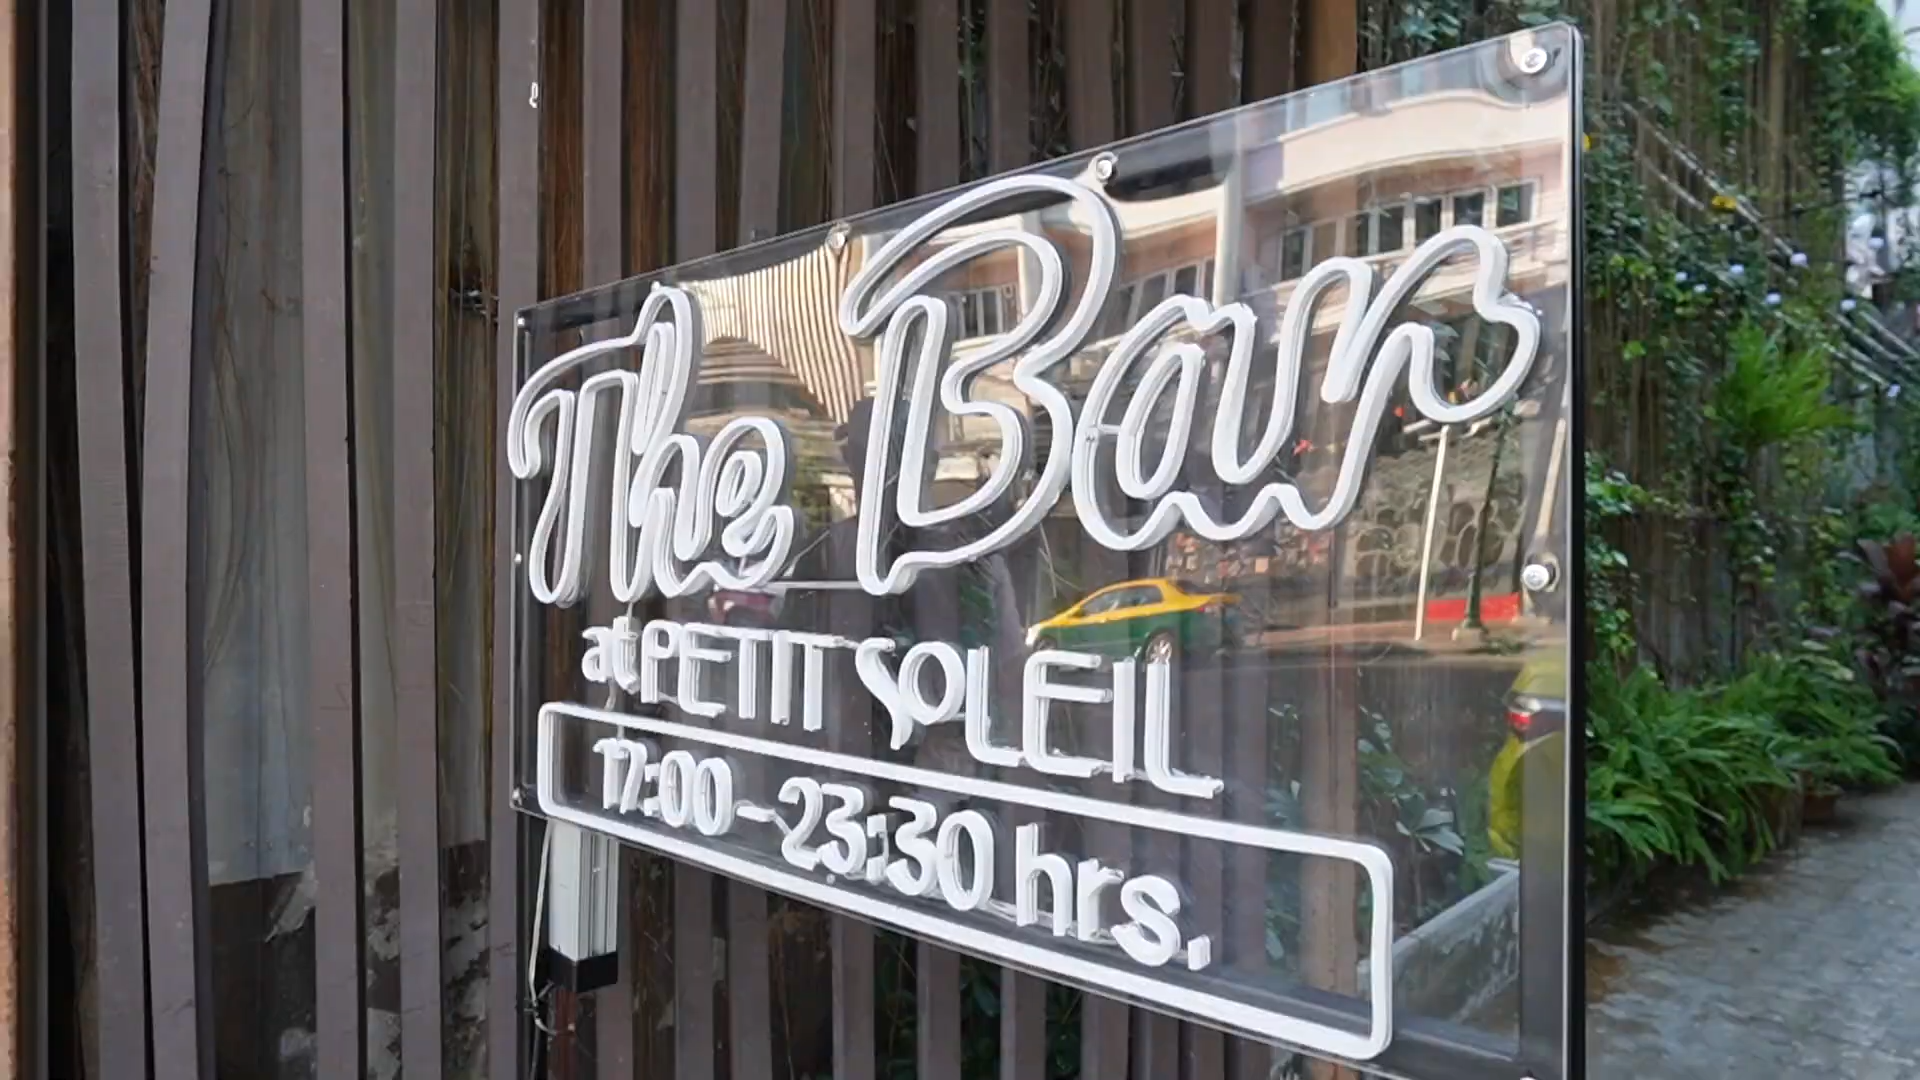 The Bar
at PETIT SOLEIL
17:00-23:30 hrs.